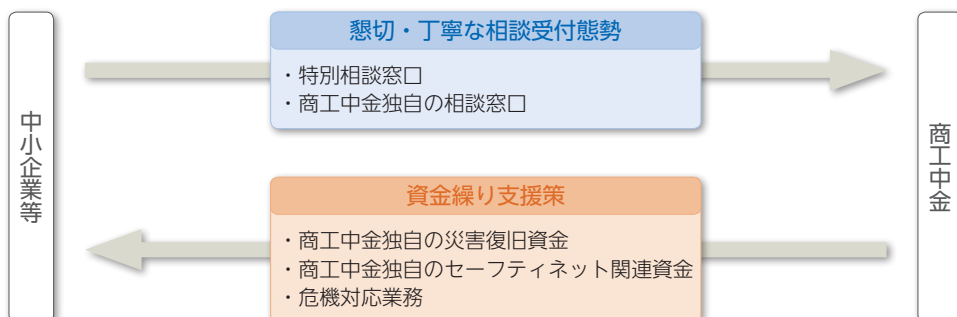 中小企業等
懇切・丁寧な相談受付態勢
・特別相談窓口
・商工中金独自の相談窓口
資金繰り支援策
・商工中金独自の災害復旧資金
・商工中金独自のセーフティネット関連資金
・危機対応業務
商工中金